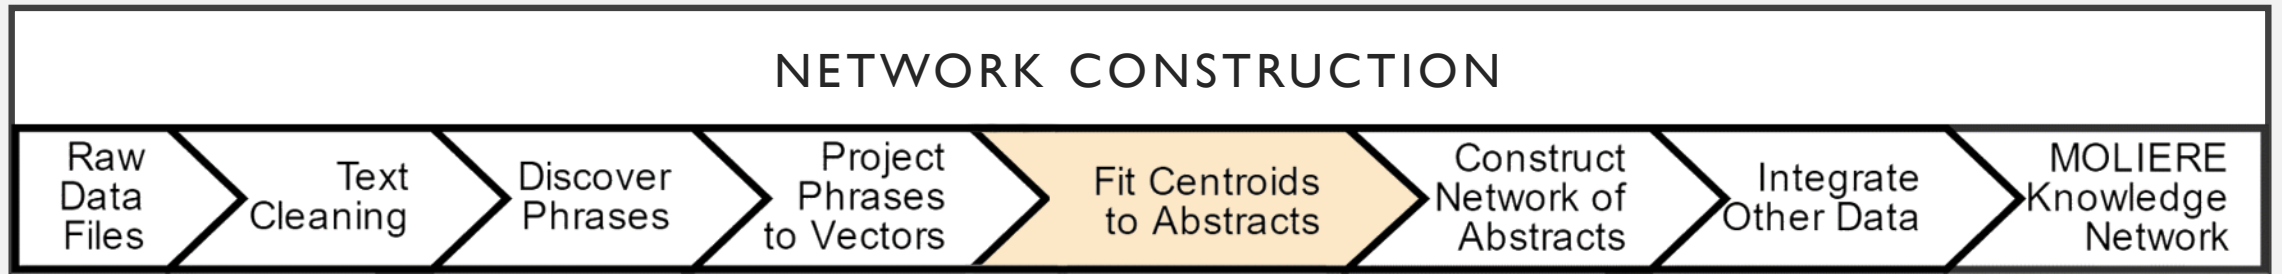 NETWORK CONSTRUCTION
Raw
Data
Files
Text
Cleaning
Discover
Phrases
Project
Phrases
to Vectors
Fit Centroids
to Abstracts
Construct
Network of
Abstracts
Integrate
Other Data
MOLIERE
Knowledge
Network